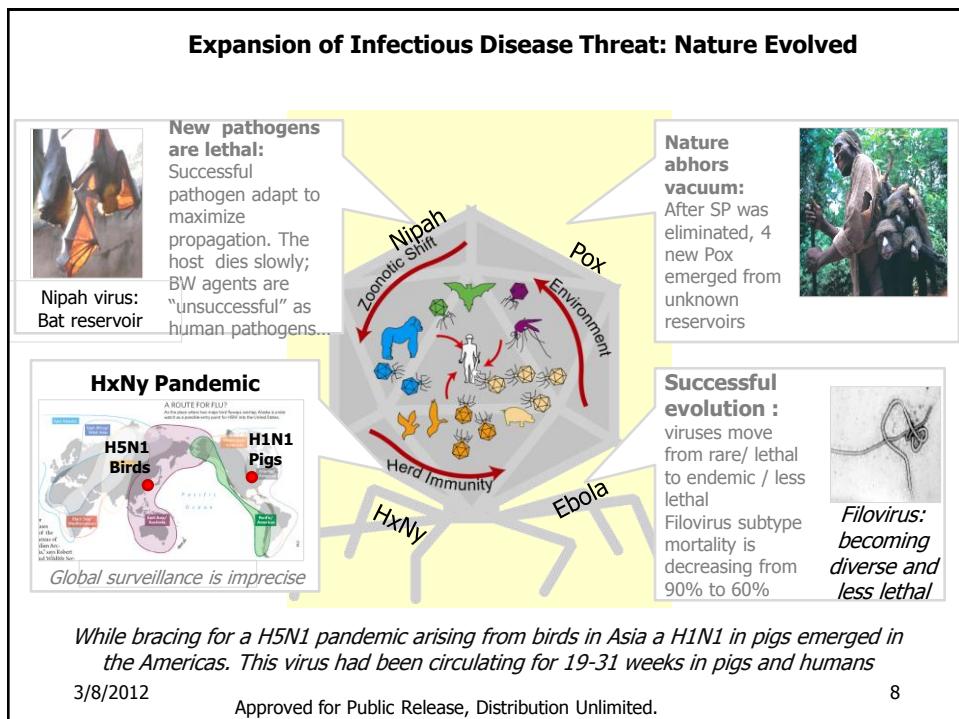 Expansion of Infectious Disease Threat: Nature Evolved
New pathogens
are lethal:
Successful
pathogen adapt to
maximize
propagation. The
host dies slowly;
BW agents are
“unsuccessful” as
human pathogens...
Nipah virus:
Bat reservoir
Nature
abhors
vacuum:
After SP was
eliminated, 4
new Pox
emerged from
unknown
reservoirs
Nipah
Pox
Zoonotic Shift
Environment
Herd Immunity
HxNy
Ebola
HxNy Pandemic
A ROUTE FOR FLU?
H5N1
Birds
H1N1
Pigs
Pacific
Ocean
Global surveillance is imprecise
Successful
evolution :
viruses move
from rare/ lethal
to endemic / less
lethal
Filovirus subtype
mortality is
decreasing from
90% to 60%
Filovirus:
becoming
diverse and
less lethal
While bracing for a H5N1 pandemic arising from birds in Asia a H1N1 in pigs emerged in
the Americas. This virus had been circulating for 19-31 weeks in pigs and humans
3/8/2012
8
Approved for Public Release, Distribution Unlimited.